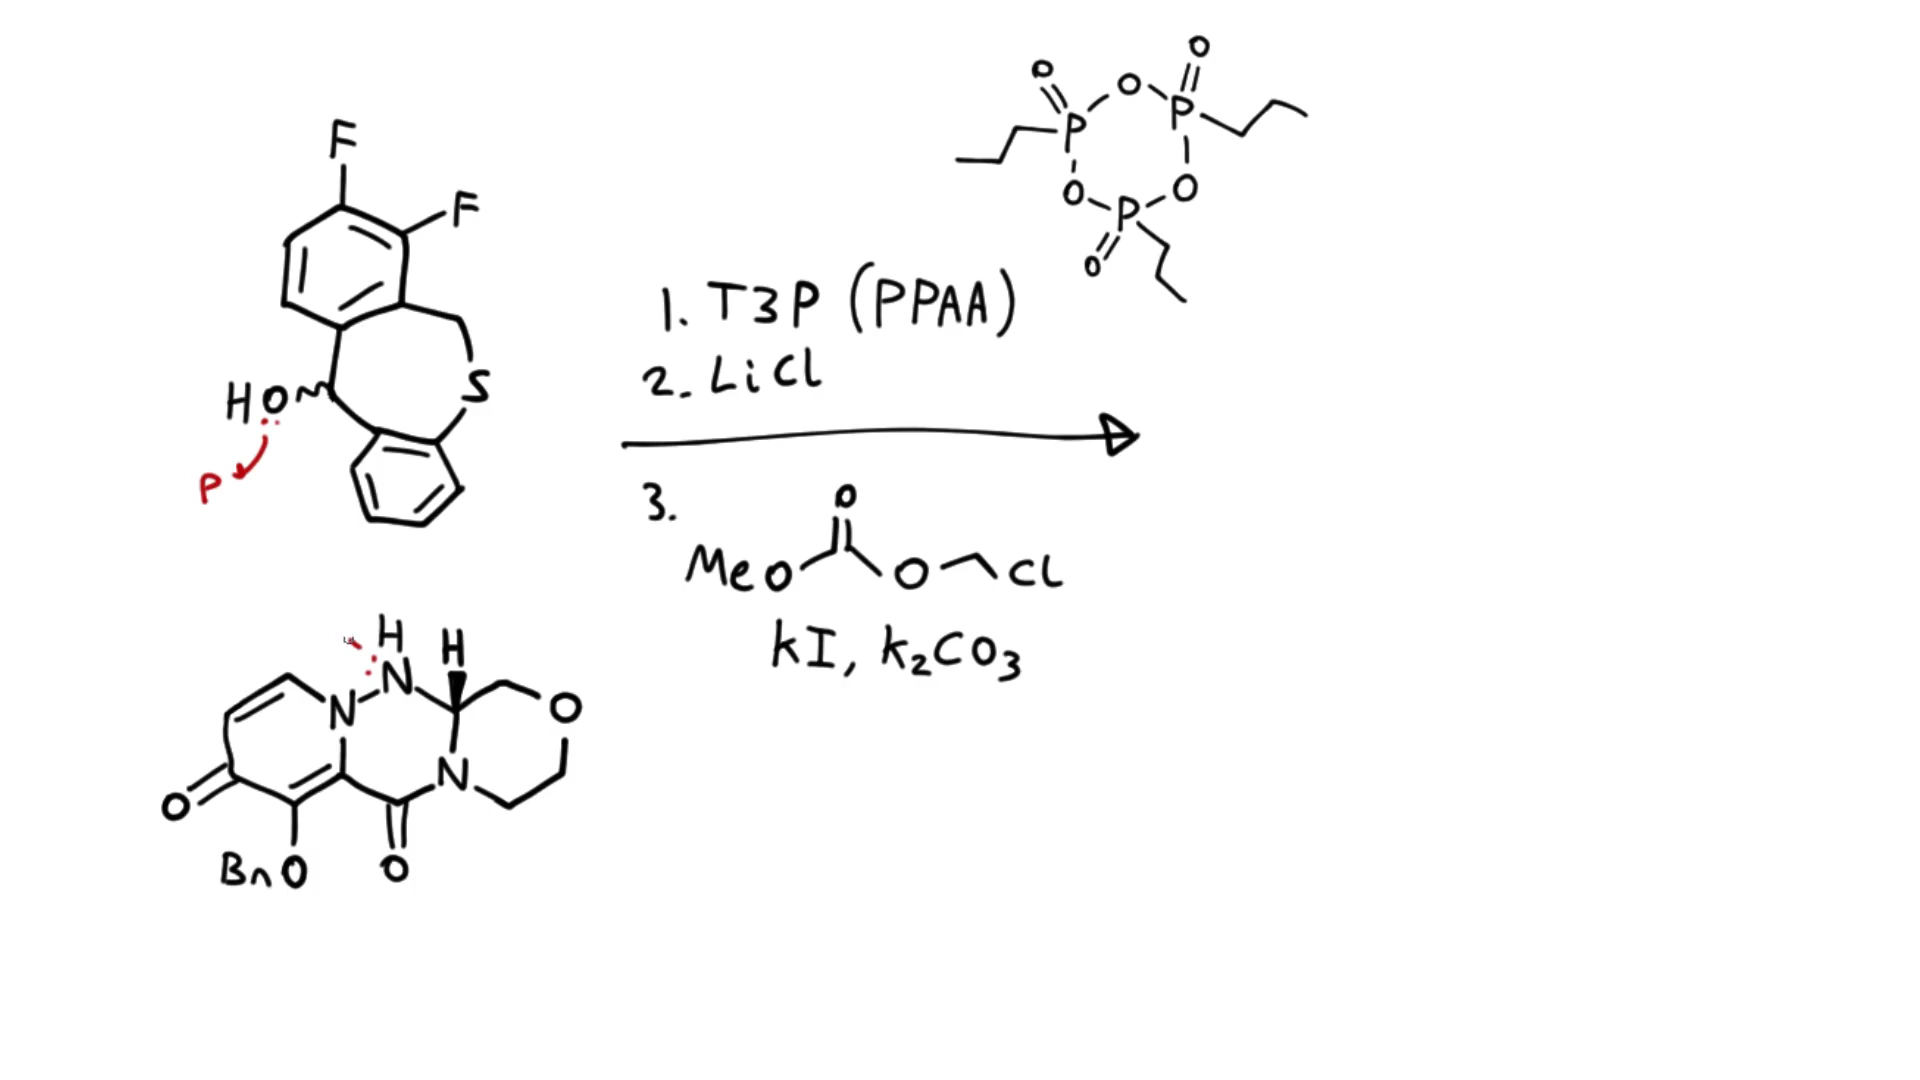 O
O O P
P
O O
P
O
F
F
1. T3P (PPAA)
2. LiCl
HO S
P
3.
O
MeO O Cl
KI, K2CO3
H H
N
N O
N
O
BnO O